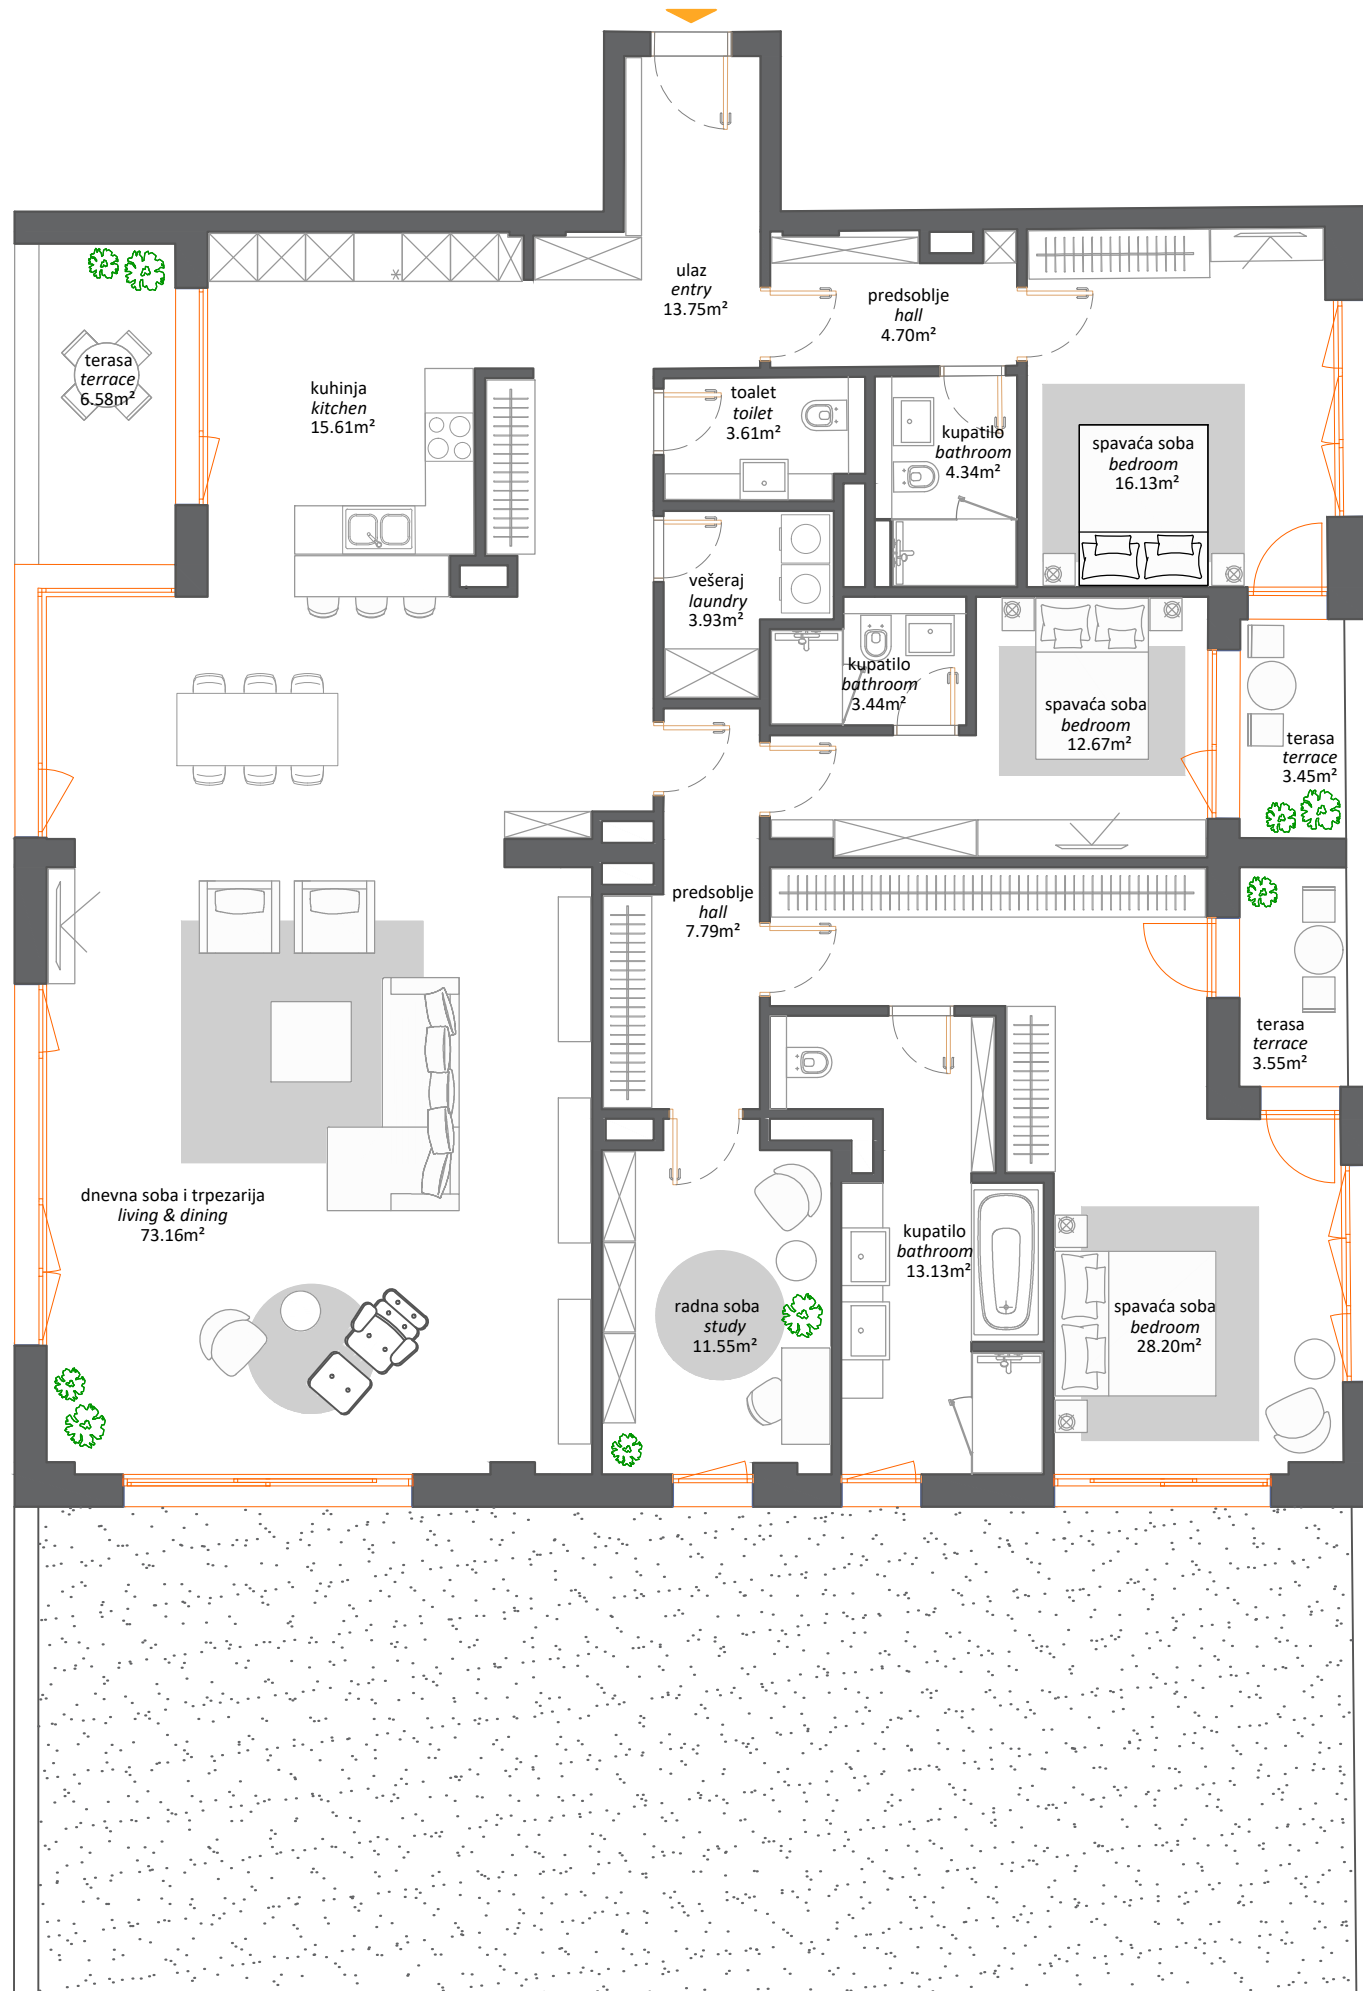 ulaz
entry
13.75m²
predsoblje
hall
4.70m²
terasa
terrace
6.58m²
kuhinja
kitchen
15.61m²
toalet
toilet
3.61m²
kupatilo
bathroom
4.34m²
spavaća soba
bedroom
16.13m²
vešeraj
laundry
3.93m²
kupatilo
bathroom
3.44m²
spavaća soba
bedroom
12.67m²
terasa
terrace
3.45m²
predsoblje
hall
7.79m²
terasa
terrace
3.55m²
dnevna soba i trpezarija
living & dining
73.16m²
kupatilo
bathroom
13.13m²
radna soba
study
11.55m²
spavaća soba
bedroom
28.20m²